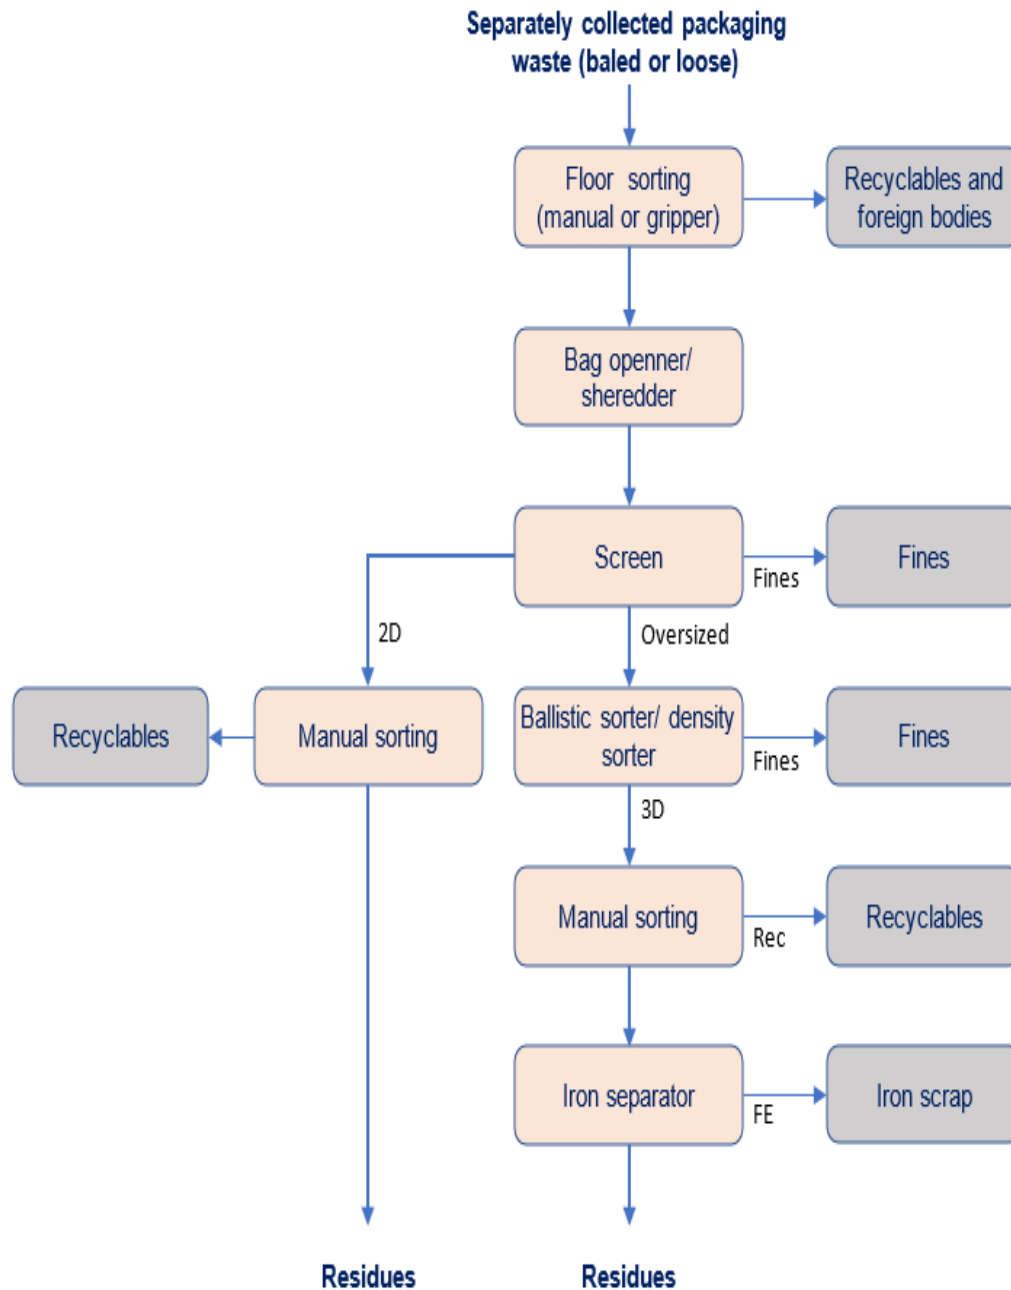 Separately collected packaging
waste (baled or loose)
Floor sorting
(manual or gripper)
Recyclables and
foreign bodies
Bag openner/
sheredder
Screen
Fines
Fines
2D
Oversized
Recyclables
Manual sorting
Ballistic sorter/ density
sorter
Fines
Fines
3D
Manual sorting
Rec
Recyclables
Iron separator
FE
Iron scrap
Residues
Residues